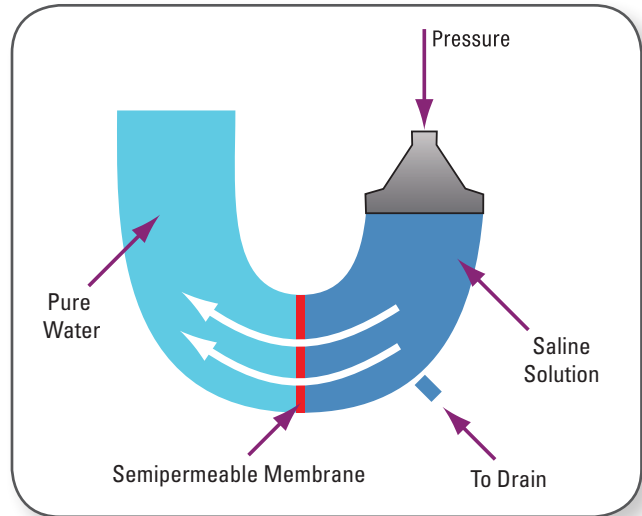 Pressure
Pure
Water
Saline
Solution
Semipermeable Membrane
To Drain